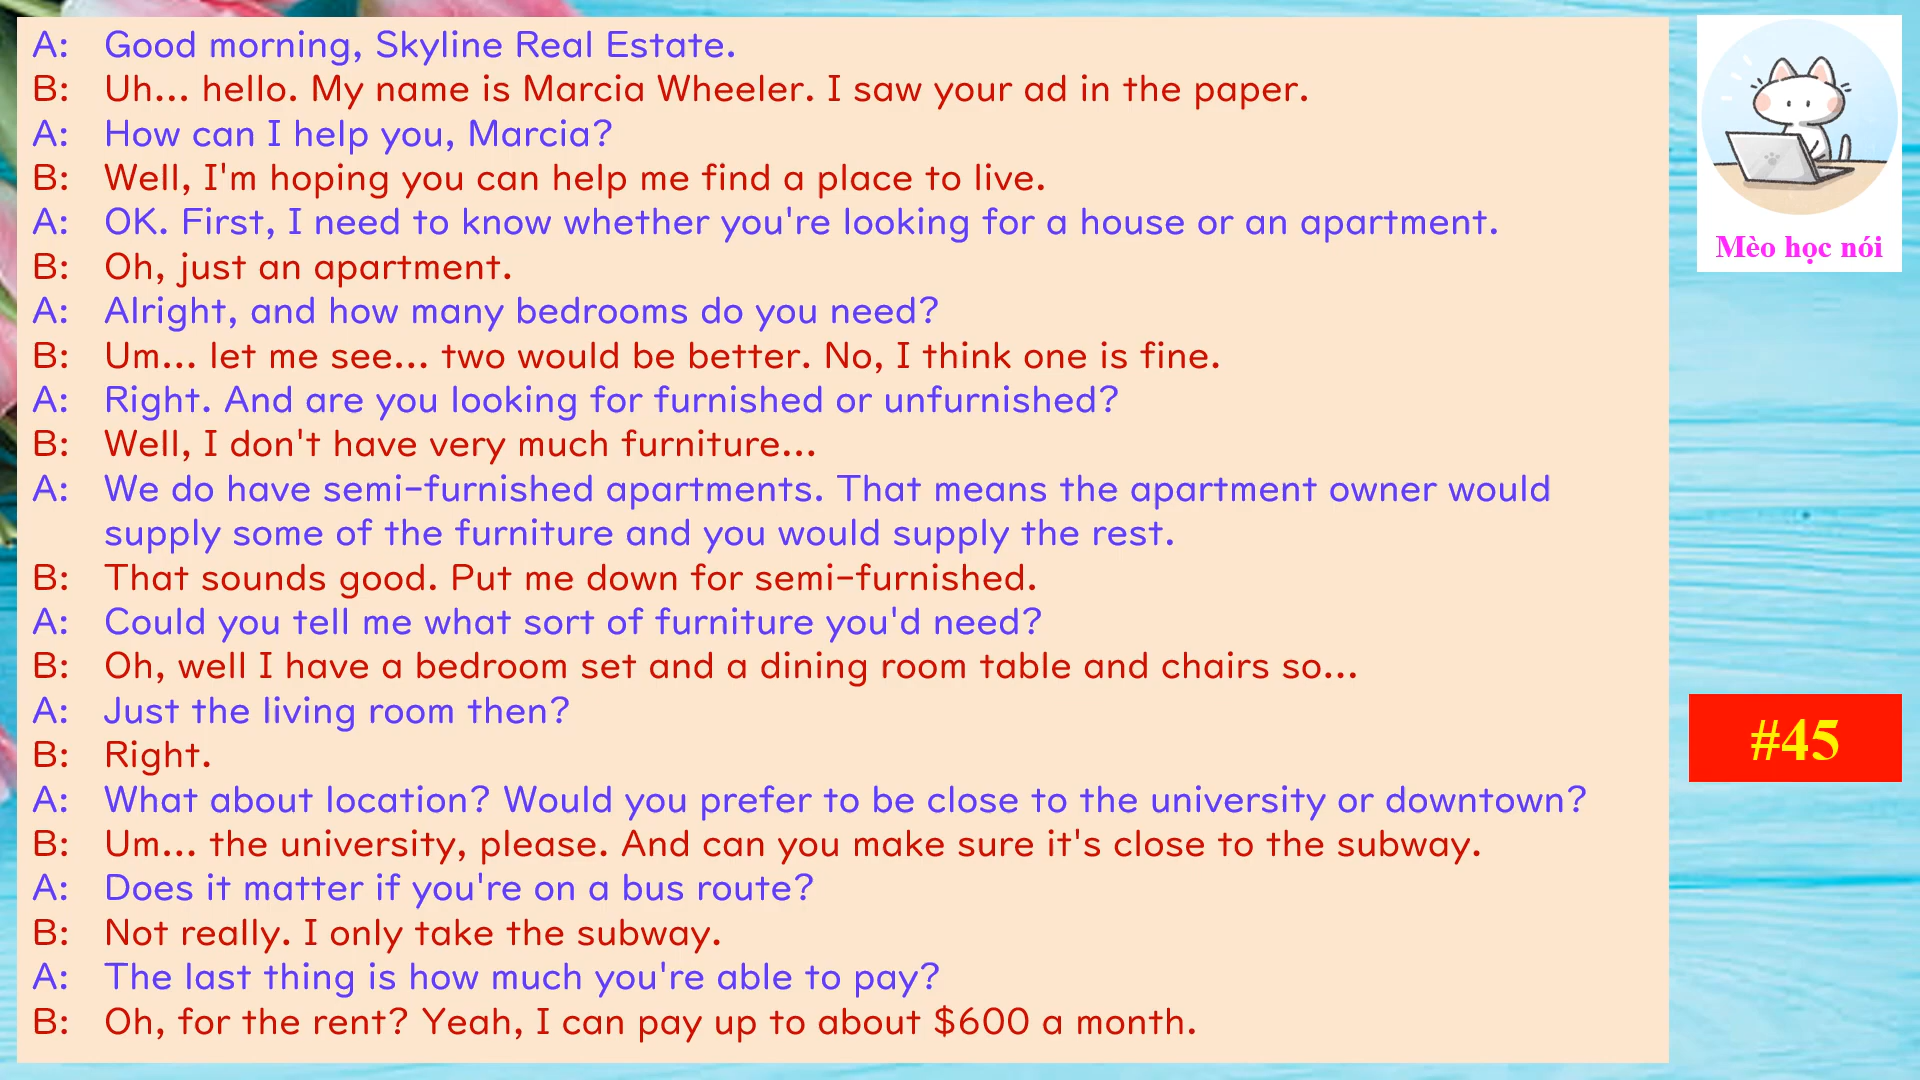 A: Good morning, Skyline Real Estate.
B: Uh... hello. My name is Marcia Wheeler. I saw your ad in the paper.
A: How can I help you, Marcia?
B: Well, I'm hoping you can help me find a place to live.
A: OK. First, I need to know whether you're looking for a house or an apartment.
B: Oh, just an apartment.
A: Alright, and how many bedrooms do you need?
B: Um... let me see... two would be better. No, I think one is fine.
A: Right. And are you looking for furnished or unfurnished?
B: Well, I don't have very much furniture...
A: We do have semi-furnished apartments. That means the apartment owner would
supply some of the furniture and you would supply the rest.
B: That sounds good. Put me down for semi-furnished.
A: Could you tell me what sort of furniture you'd need?
B: Oh, well I have a bedroom set and a dining room table and chairs so...
A: Just the living room then?
B: Right.
A: What about location? Would you prefer to be close to the university or downtown?
B: Um... the university, please. And can you make sure it's close to the subway.
A: Does it matter if you're on a bus route?
B: Not really. I only take the subway.
A: The last thing is how much you're able to pay?
B: Oh, for the rent? Yeah, I can pay up to about $600 a month.
Mèo học nói
#45